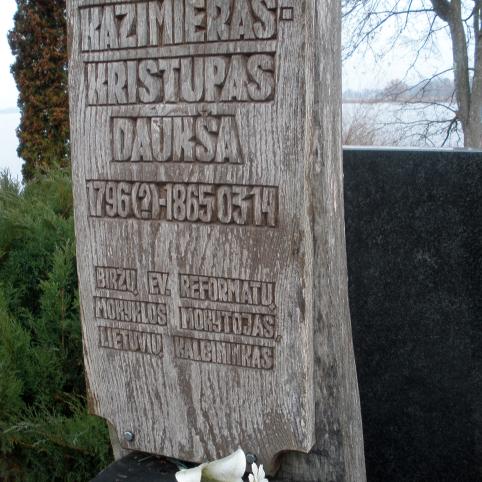 KAZIMIERAS-
KRISTUPAS
DAUKŠA
1796(?)-1865 03 14
BIRŽŲ EV. REFORMATŲ
MOKYKLOS MOKYTOJAS,
LIETUVIŲ KALBININKAS